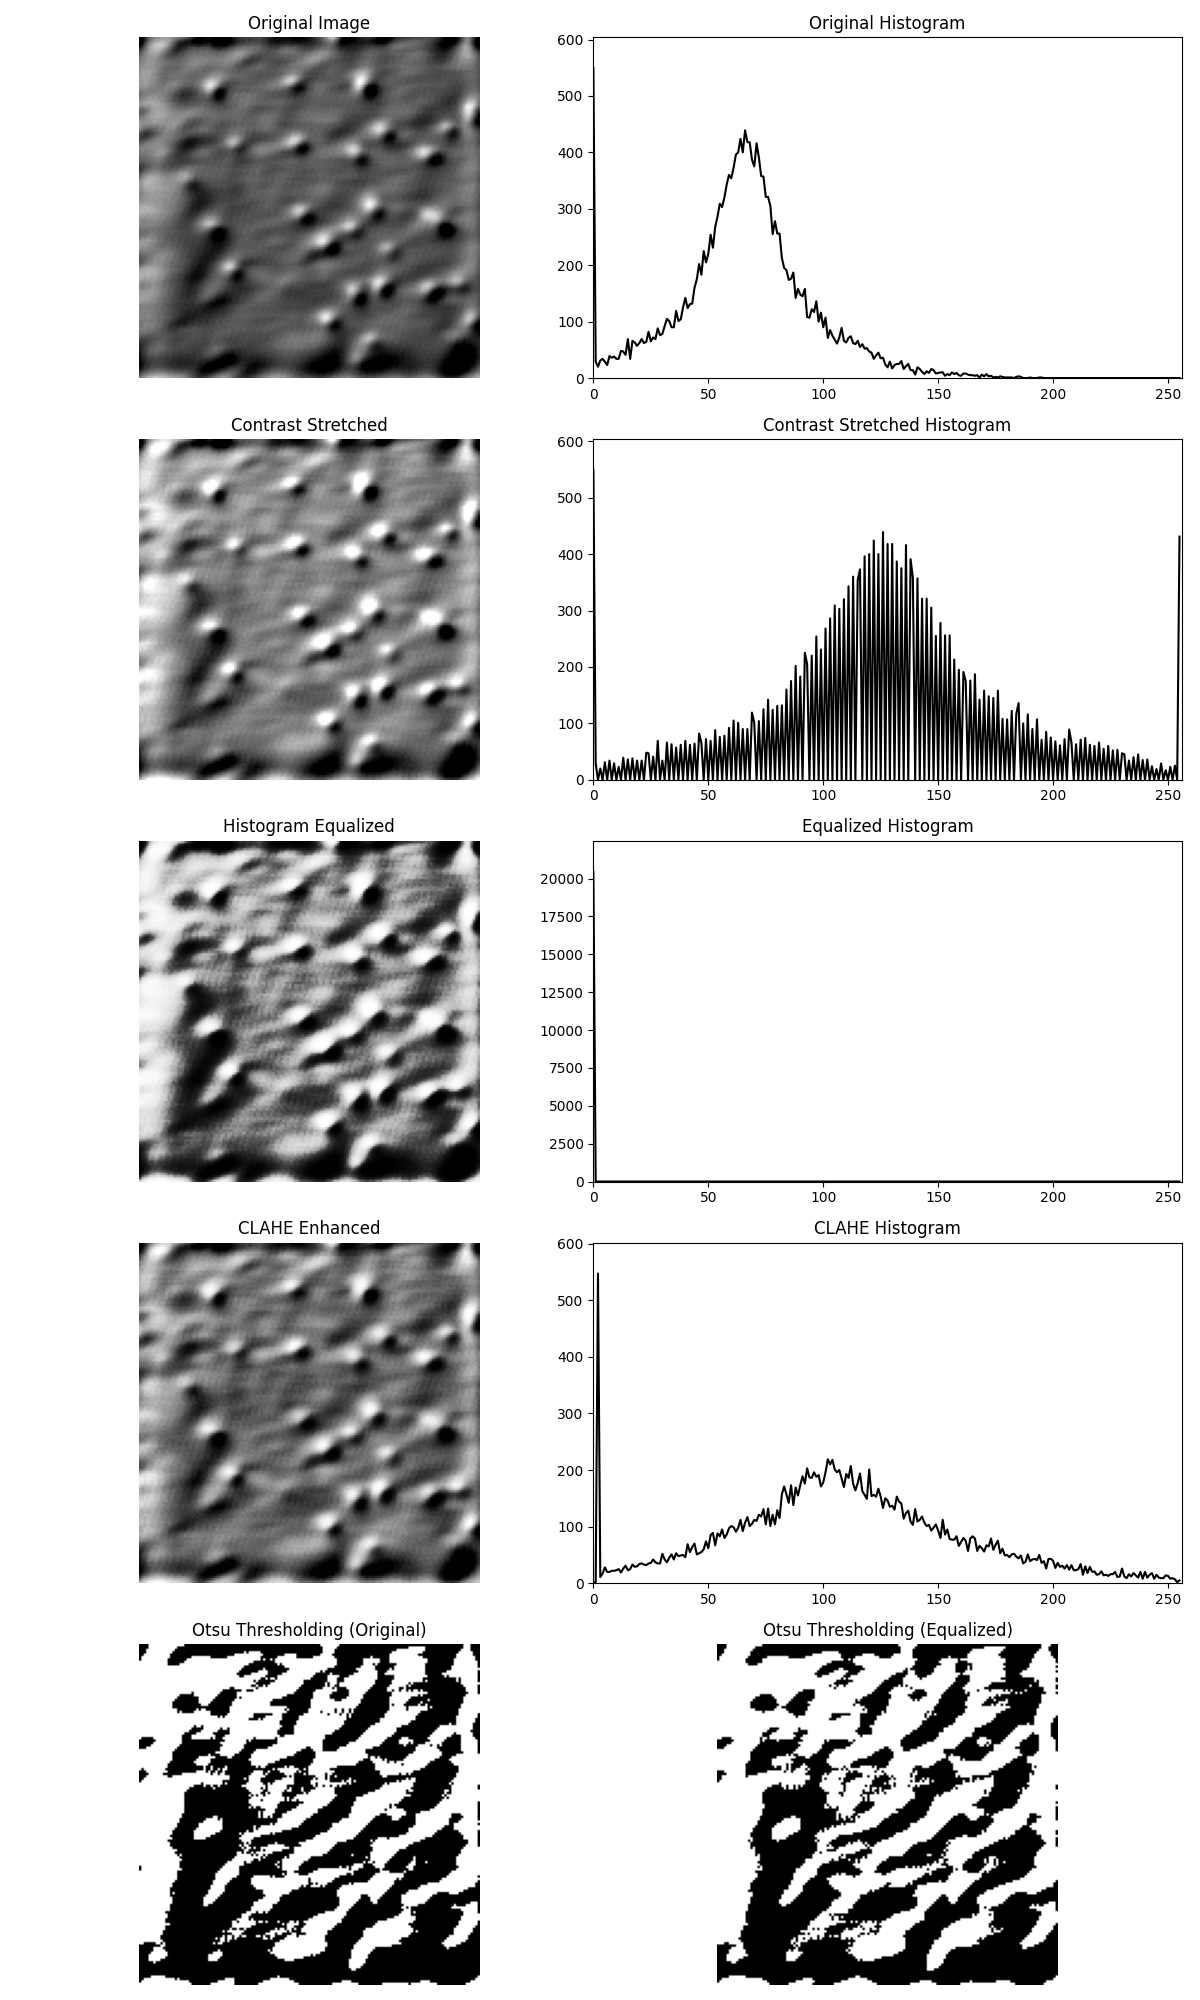 Original Image
Original Histogram
600
500
400
300
200
100
0
0 50 100 150 200 250
Contrast Stretched
Contrast Stretched Histogram
600
500
400
300
200
100
0
0 50 100 150 200 250
Histogram Equalized
Equalized Histogram
20000
17500
15000
12500
10000
7500
5000
2500
0
0 50 100 150 200 250
CLAHE Enhanced
CLAHE Histogram
600
500
400
300
200
100
0
0 50 100 150 200 250
Otsu Thresholding (Original)
Otsu Thresholding (Equalized)